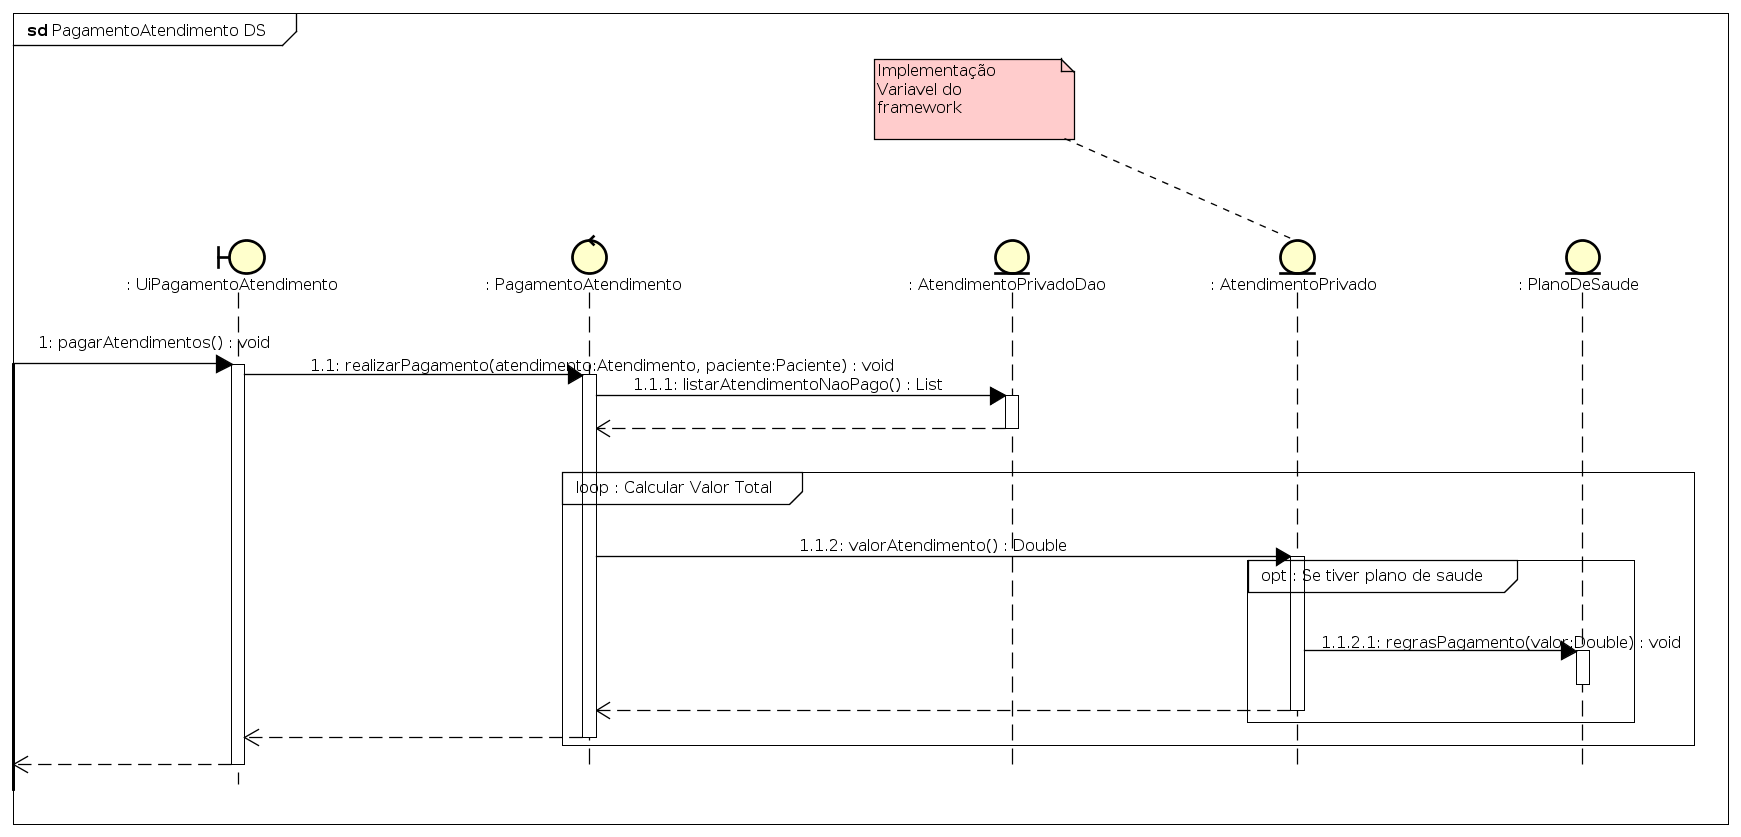 sd PagamentoAtendimento DS
Implementação
Variavel do
framework
: UiPagamentoAtendimento
: PagamentoAtendimento
: AtendimentoPrivadoDao
: AtendimentoPrivado
: PlanoDeSaude
1: pagarAtendimentos() : void
1.1: realizarPagamento(atendimento:Atendimento, paciente:Paciente) : void
1.1.1: listarAtendimentoNaoPago() : List
loop : Calcular Valor Total
1.1.2: valorAtendimento() : Double
opt : Se tiver plano de saude
1.1.2.1: regrasPagamento(valor:Double) : void